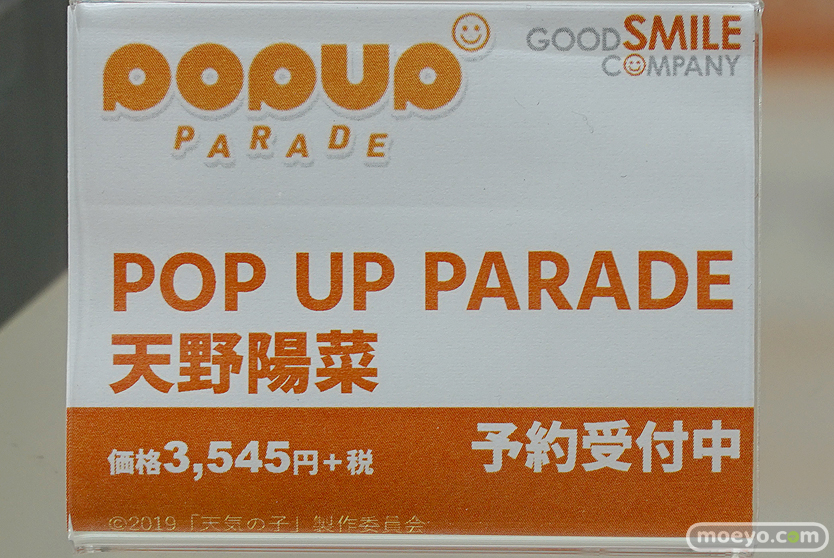 POPUP
PARADE
GOODSMILE
COMPANY
POP UP PARADE
天野陽菜
価格3,545円+税
予約受付中
©2019「天気の子」製作委員会
moeyo.com